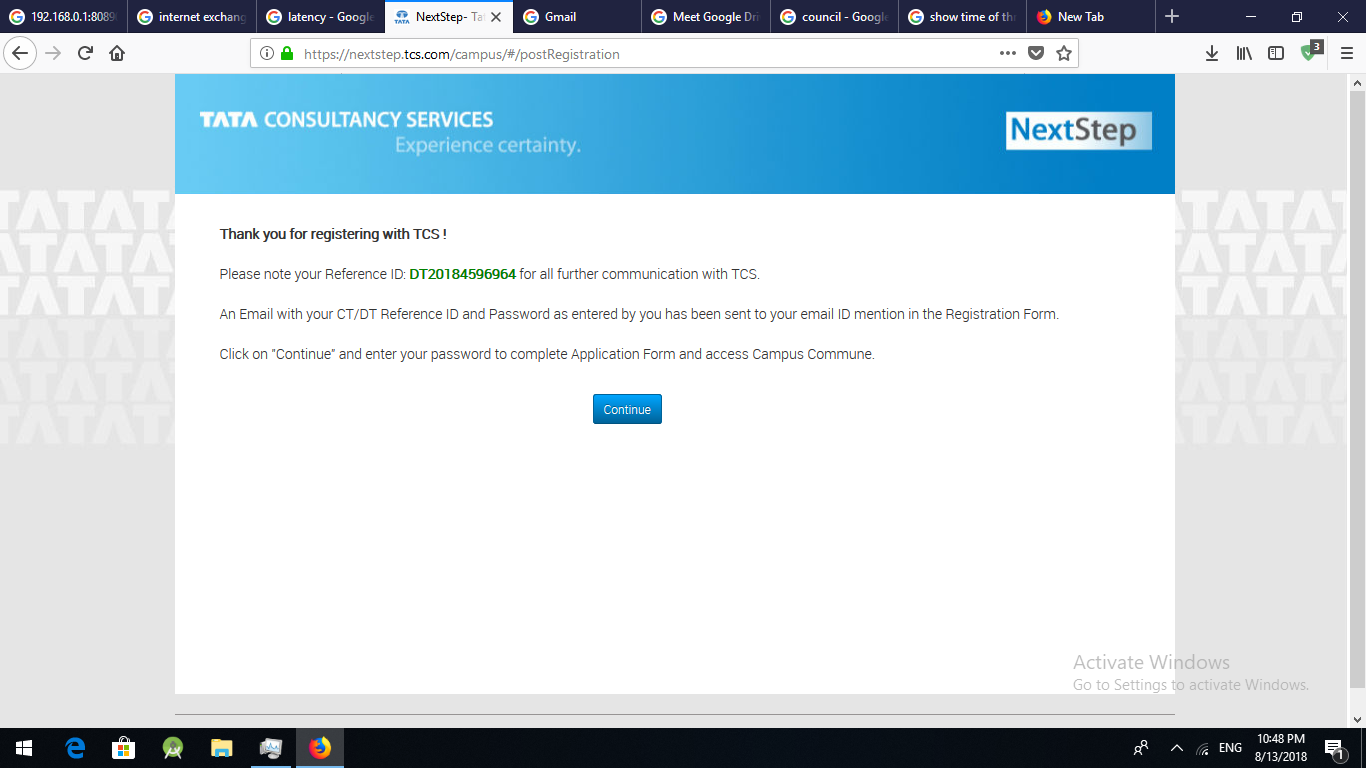 192.168.0.1:8089
internet exchang
latency - Google
NextStep- Tat
Gmail
Meet Google Dri
council - Google
show time of th
New Tab
https://nextstep.tcs.com/campus/#/postRegistration
3
TATA CONSULTANCY SERVICES
Experience certainty.
NextStep
Thank you for registering with TCS !
Please note your Reference ID: DT20184596964 for all further communication with TCS.
An Email with your CT/DT Reference ID and Password as entered by you has been sent to your email ID mention in the Registration Form.
Click on "Continue" and enter your password to complete Application Form and access Campus Commune.
Continue
Activate Windows
Go to Settings to activate Windows.
ENG
10:48 PM
8/13/2018
1